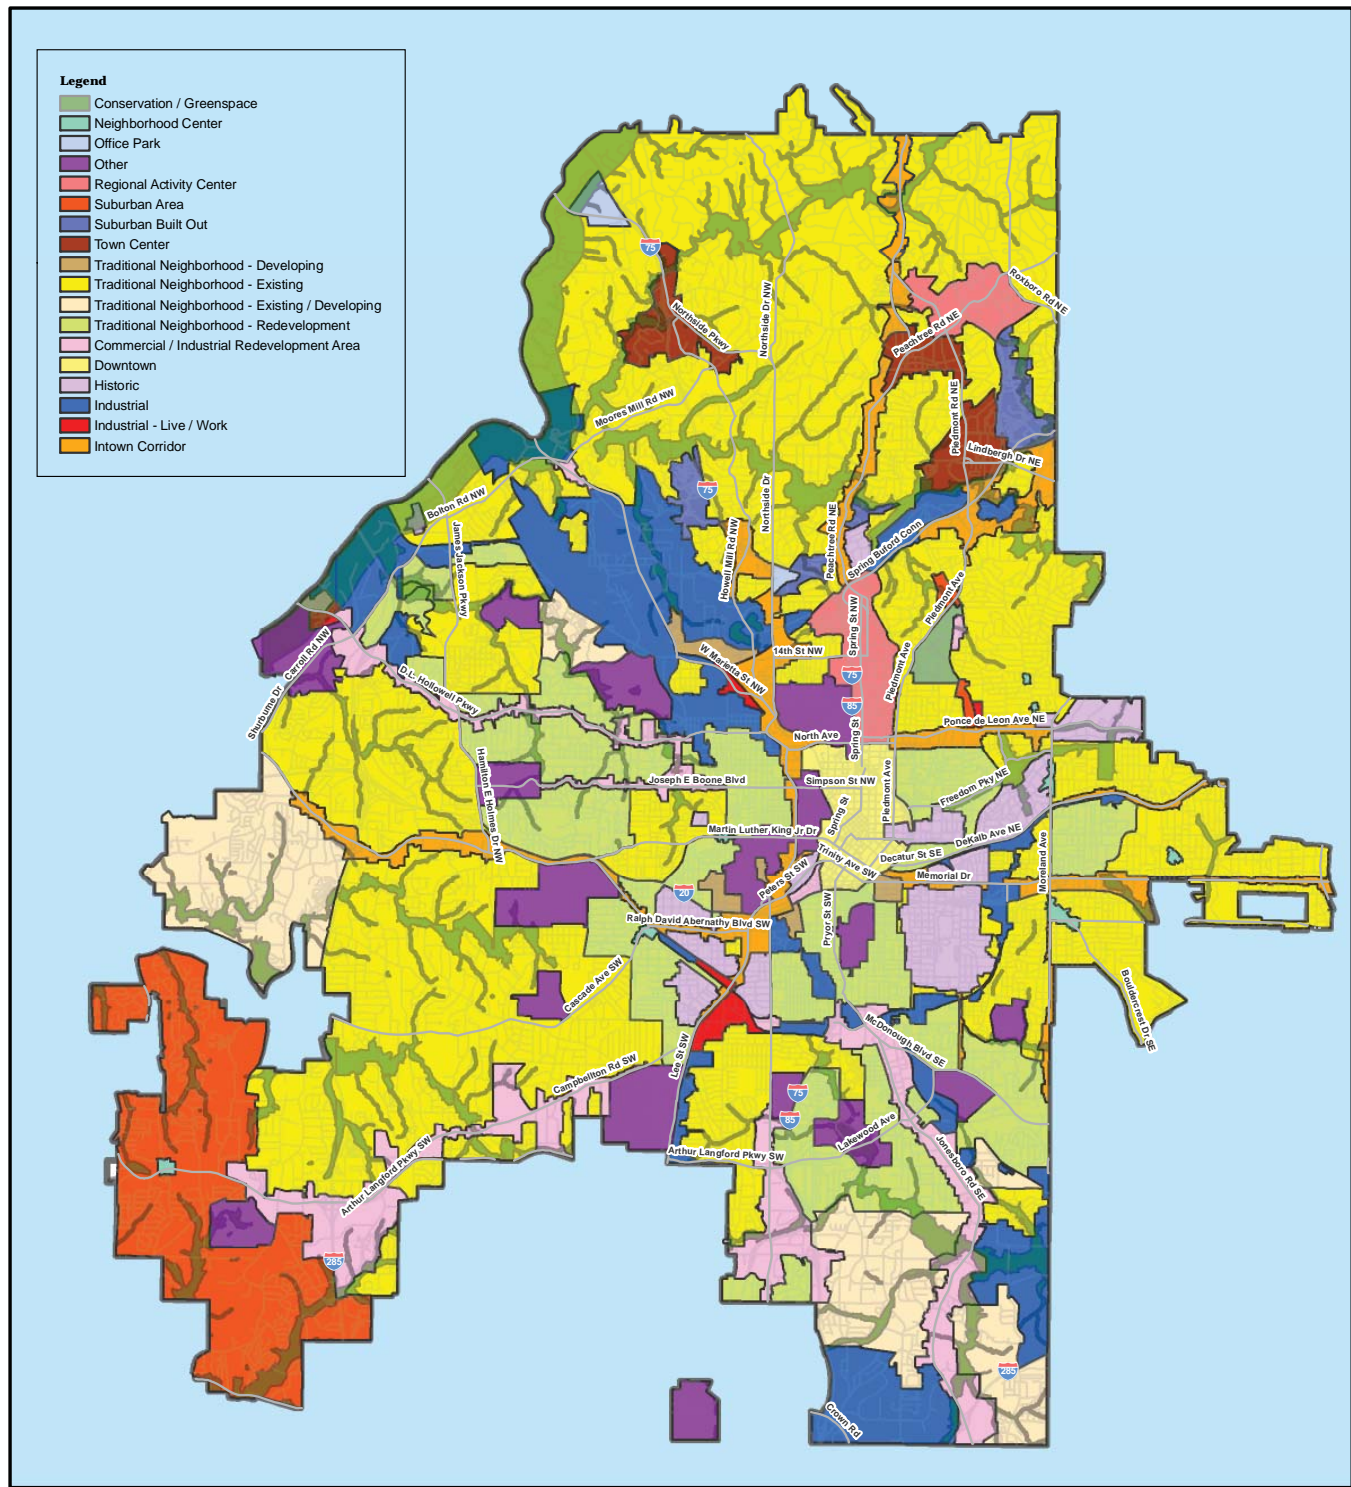 Legend
Conservation / Greenspace
Neighborhood Center
Office Park
Other
Regional Activity Center
Suburban Area
Suburban Built Out
Town Center
Traditional Neighborhood - Developing
Traditional Neighborhood - Existing
Traditional Neighborhood - Existing / Developing
Traditional Neighborhood - Redevelopment
Commercial / Industrial Redevelopment Area
Downtown
Historic
Industrial
Industrial - Live / Work
Intown Corridor
75
Roxboro Rd NE
Northside Dr NW
Northside Pkwy
Peachtree Rd NE
Moores Mill Rd NW
Piedmont Rd NE
Lindbergh Dr NE
75
Bolton Rd NW
Northside Dr
James Jackson Pkwy
Howell Mill Rd NW
Peachtree Rd NE
Spring Buford Conn
Piedmont Ave
Spring St NW
Carroll Rd NW
Shurbume Dr
14th St NW
W Marietta St NW
Piedmont Ave
75
D.L. Hollowell Pkwy
85
Ponce de Leon Ave NE
North Ave
Spring St
Hamilton E Holmes Dr NW
Joseph E Boone Blvd
Simpson St NW
Piedmont Ave
Freedom Pky NE
Spring St
Martin Luther King Jr Dr
DeKalb Ave NE
Decatur St SE
Trinity Ave SW
Moreland Ave
Memorial Dr
Peters St SW
20
Ralph David Abernathy Blvd SW
Pryor St SW
Cascade Ave SW
Bouldercrest Dr SE
McDonough Blvd SE
Lee St SW
Campbellton Rd SW
75
85
Lakewood Ave
Arthur Langford Pkwy SW
Jonesboro Rd SE
Arthur Langford Pkwy SW
285
285
Crown Rd